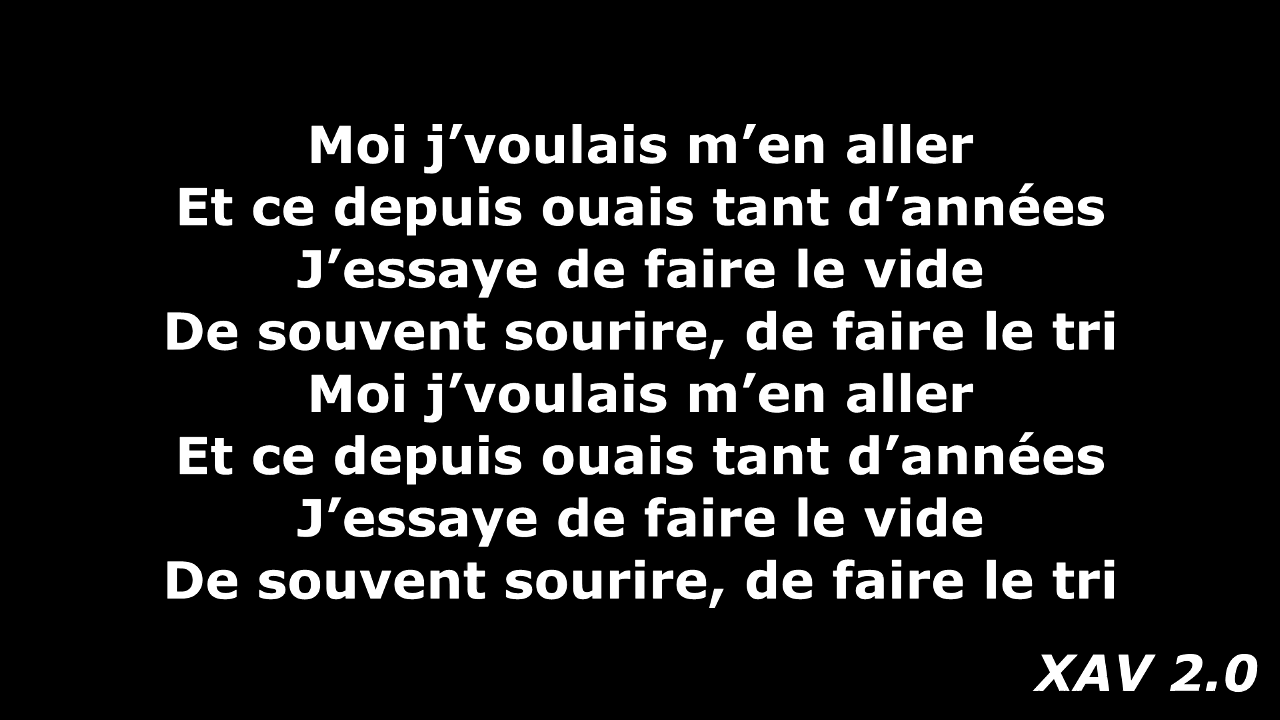 Moi j’voulais m’en aller
Et ce depuis ouais tant d’années
J’essaye de faire le vide
De souvent sourire, de faire le tri
Moi j’voulais m’en aller
Et ce depuis ouais tant d’années
J’essaye de faire le vide
De souvent sourire, de faire le tri
XAV 2.0